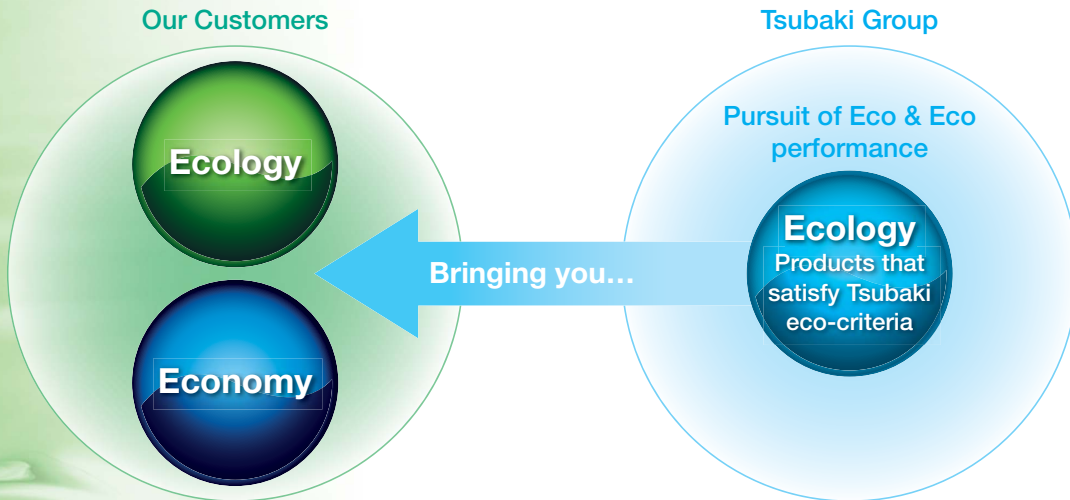 Our Customers
Ecology
Economy
Bringing you...
Tsubaki Group
Pursuit of Eco & Eco
performance
Ecology
Products that
satisfy Tsubaki
eco-criteria